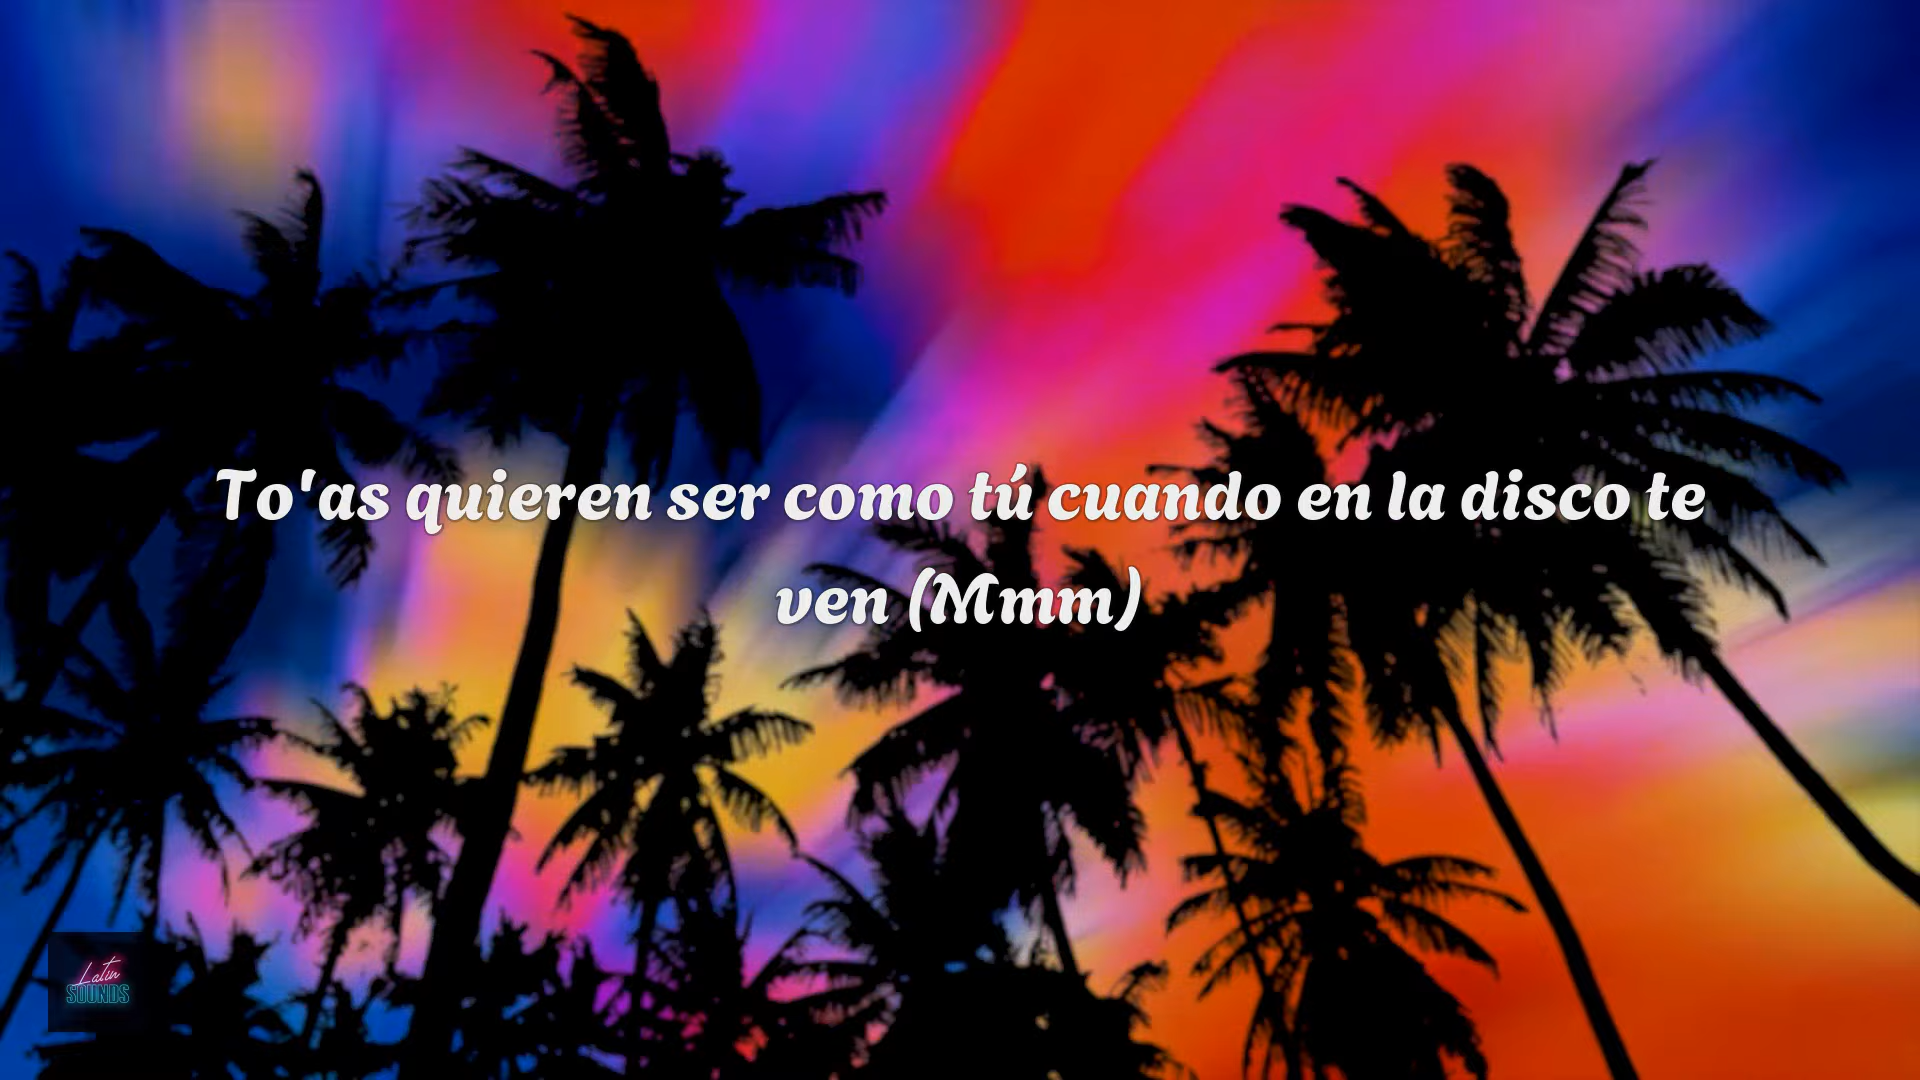 To'as quieren ser como tú cuando en la disco te
ven (Mmm)
Latin
SOUNDS